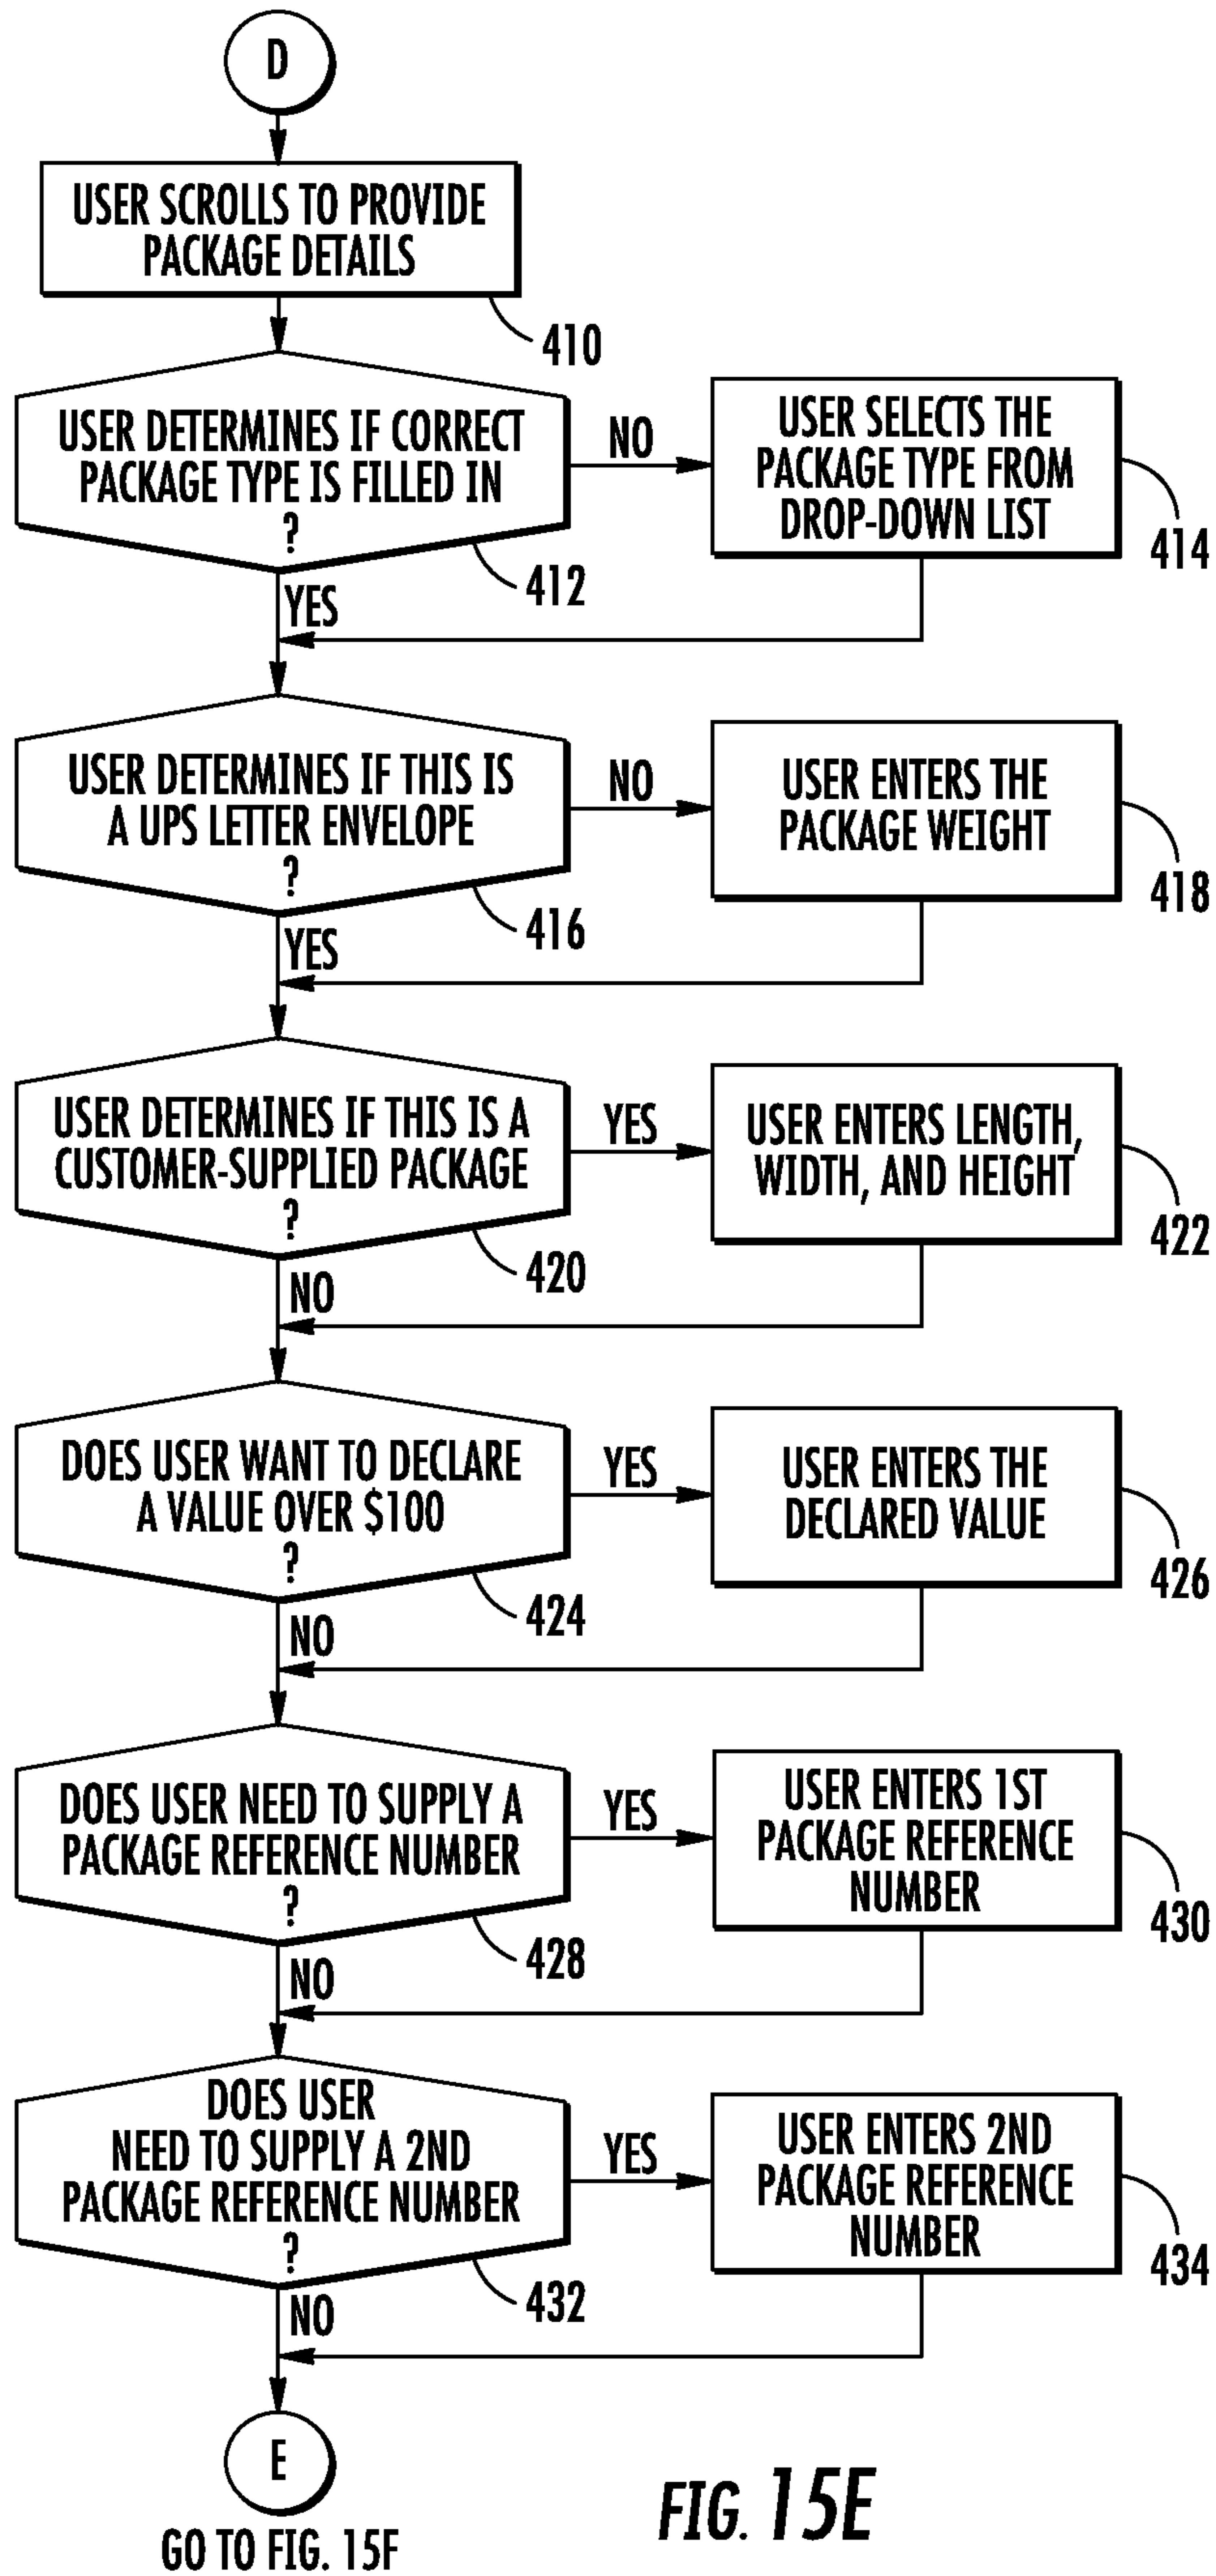 D
USER SCROLLS TO PROVIDE
PACKAGE DETAILS
410
USER DETERMINES IF CORRECT
PACKAGE TYPE IS FILLED IN
?
412
NO
USER SELECTS THE
PACKAGE TYPE FROM
DROP-DOWN LIST
414
YES
USER DETERMINES IF THIS IS
A UPS LETTER ENVELOPE
?
416
NO
USER ENTERS THE
PACKAGE WEIGHT
418
YES
USER DETERMINES IF THIS IS A
CUSTOMER-SUPPLIED PACKAGE
?
420
YES
USER ENTERS LENGTH,
WIDTH, AND HEIGHT
422
NO
DOES USER WANT TO DECLARE
A VALUE OVER $100
?
424
YES
USER ENTERS THE
DECLARED VALUE
426
NO
DOES USER NEED TO SUPPLY A
PACKAGE REFERENCE NUMBER
?
428
YES
USER ENTERS 1ST
PACKAGE REFERENCE
NUMBER
430
NO
DOES USER
NEED TO SUPPLY A 2ND
PACKAGE REFERENCE NUMBER
?
432
YES
USER ENTERS 2ND
PACKAGE REFERENCE
NUMBER
434
NO
E
GO TO FIG. 15F
FIG. 15E